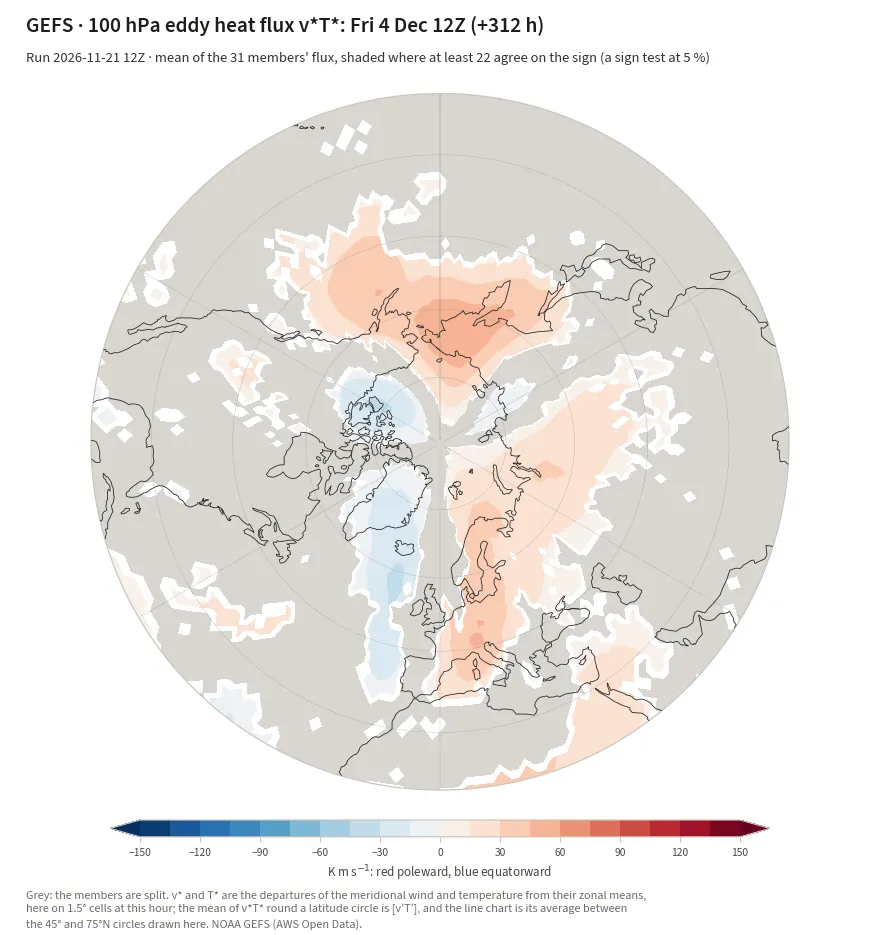 GEFS · 100 hPa eddy heat flux v*T*: Fri 4 Dec 12Z (+312 h)
Run 2026-11-21 12Z · mean of the 31 members' flux, shaded where at least 22 agree on the sign (a sign test at 5 %)
−150 −120 −90 −60 −30 0 30 60 90 120 150
K m s⁻¹: red poleward, blue equatorward
Grey: the members are split. v* and T* are the departures of the meridional wind and temperature from their zonal means,
here on 1.5° cells at this hour; the mean of v*T* round a latitude circle is [v'T'], and the line chart is its average between
the 45° and 75°N circles drawn here. NOAA GEFS (AWS Open Data).